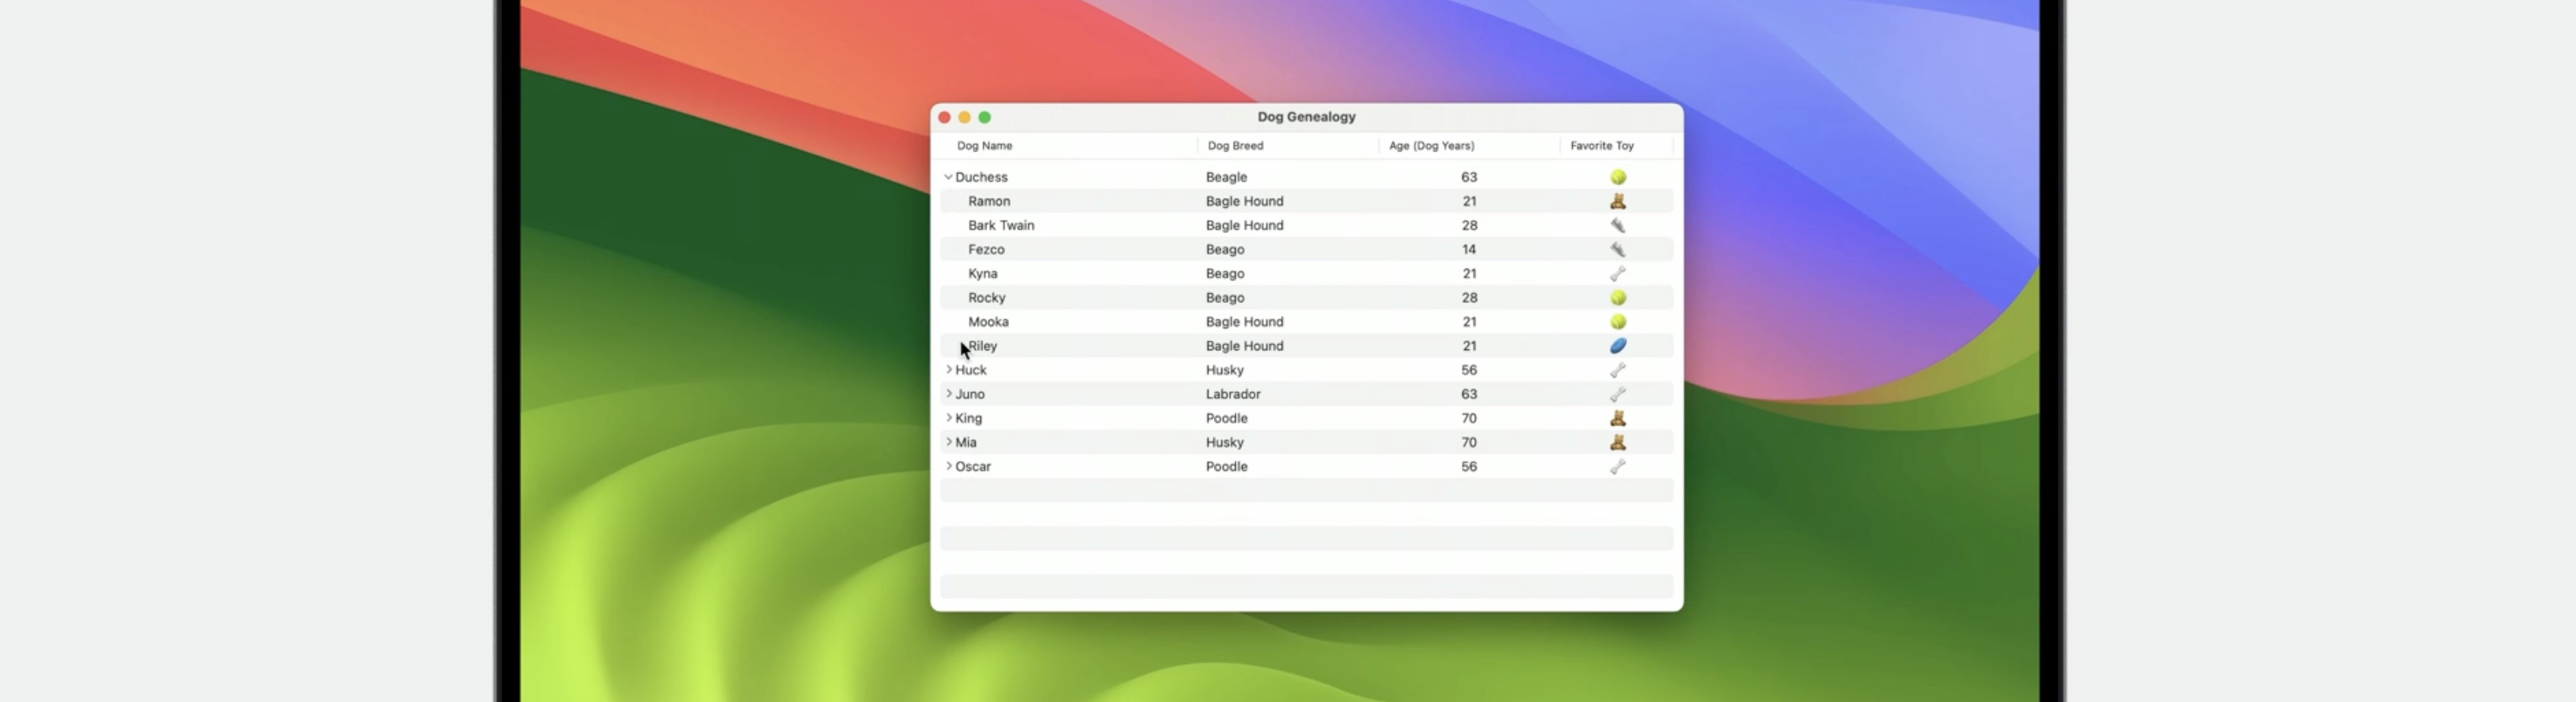 Dog Genealogy
Dog Name Dog Breed Age (Dog Years) Favorite Toy
Duchess Beagle 63
Ramon Bagle Hound 21
Bark Twain Bagle Hound 28
Fezco Beago 14
Kyna Beago 21
Rocky Beago 28
Mooka Bagle Hound 21
Riley Bagle Hound 21
Huck Husky 56
Juno Labrador 63
King Poodle 70
Mia Husky 70
Oscar Poodle 56